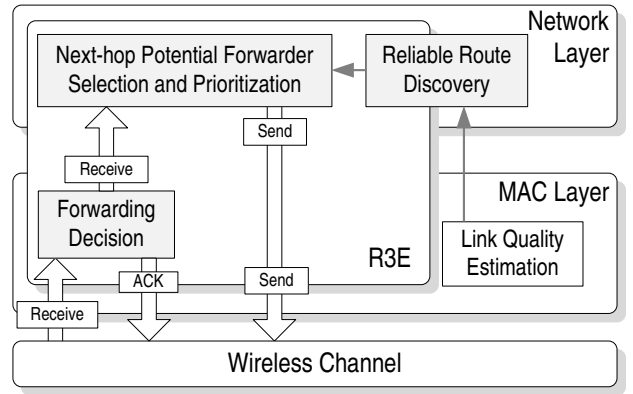 Network
Layer
Next-hop Potential Forwarder
Selection and Prioritization
Reliable Route
Discovery
Send
Receive
MAC Layer
Forwarding
Decision
Link Quality
Estimation
R3E
ACK
Send
Receive
Wireless Channel